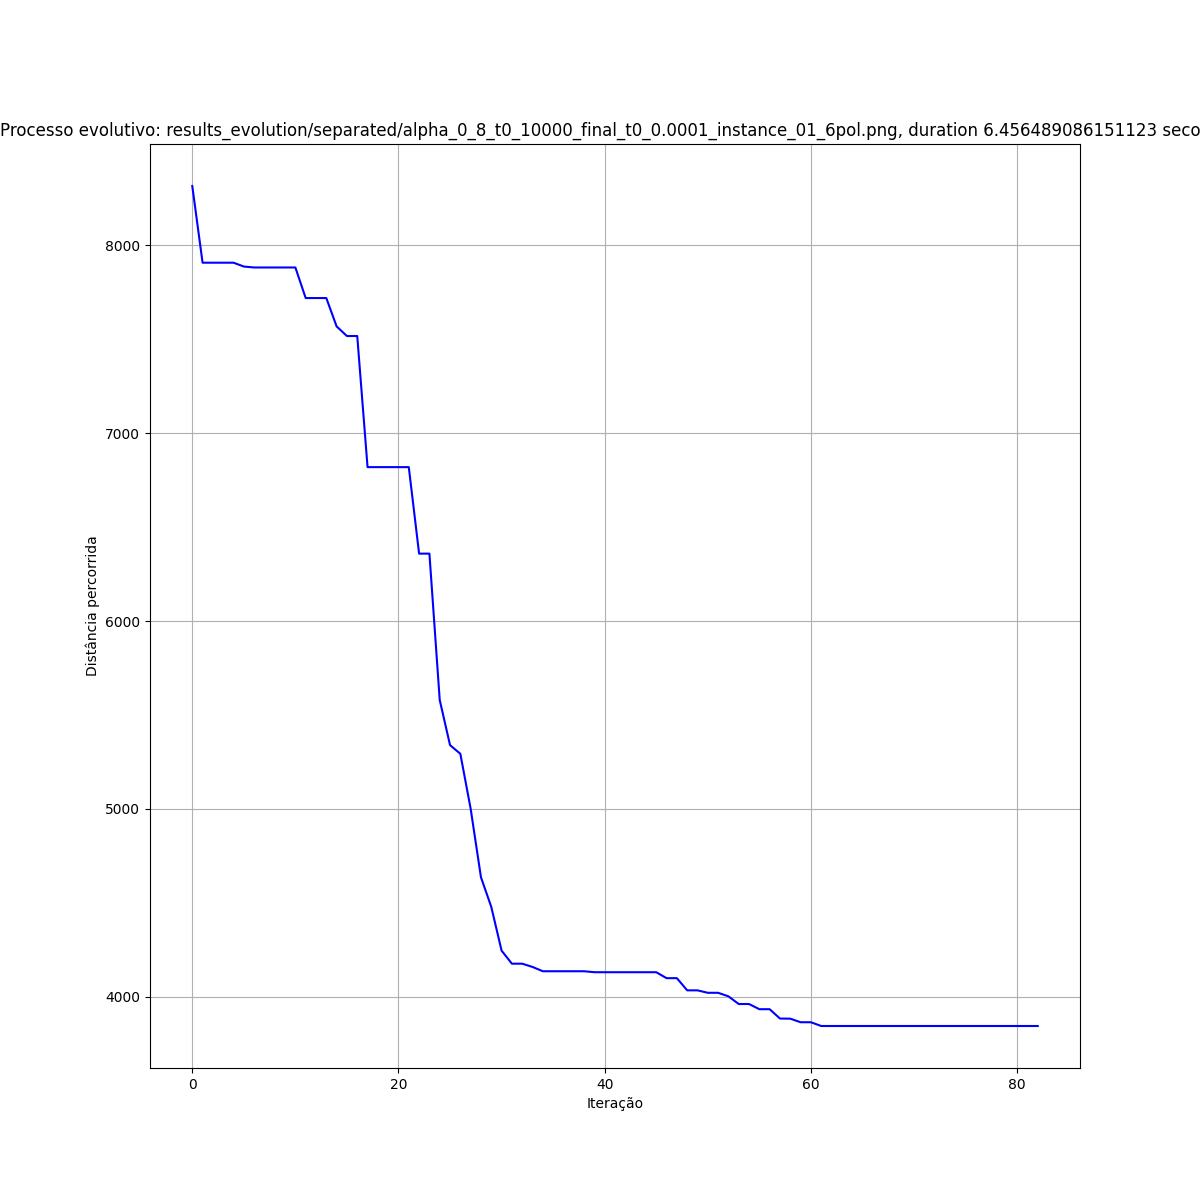 Processo evolutivo: results_evolution/separated/alpha_0_8_t0_10000_final_t0_0.0001_instance_01_6pol.png, duration 6.456489086151123 seco
8000
7000
6000
5000
4000
Distância percorrida
0 20 40 60 80
Iteração